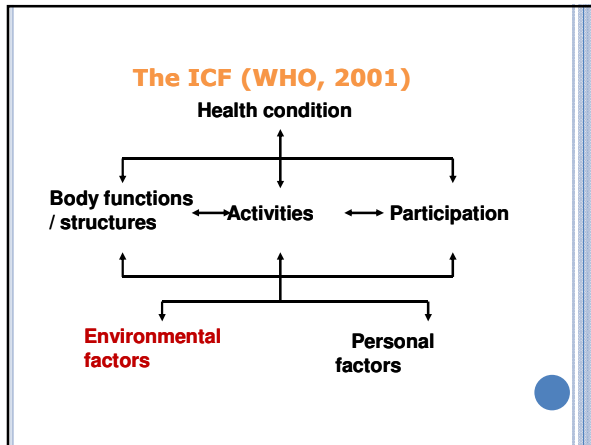 The ICF (WHO, 2001)
Health condition
Body functions
/ structures
Activities
Participation
Environmental
factors
Personal
factors